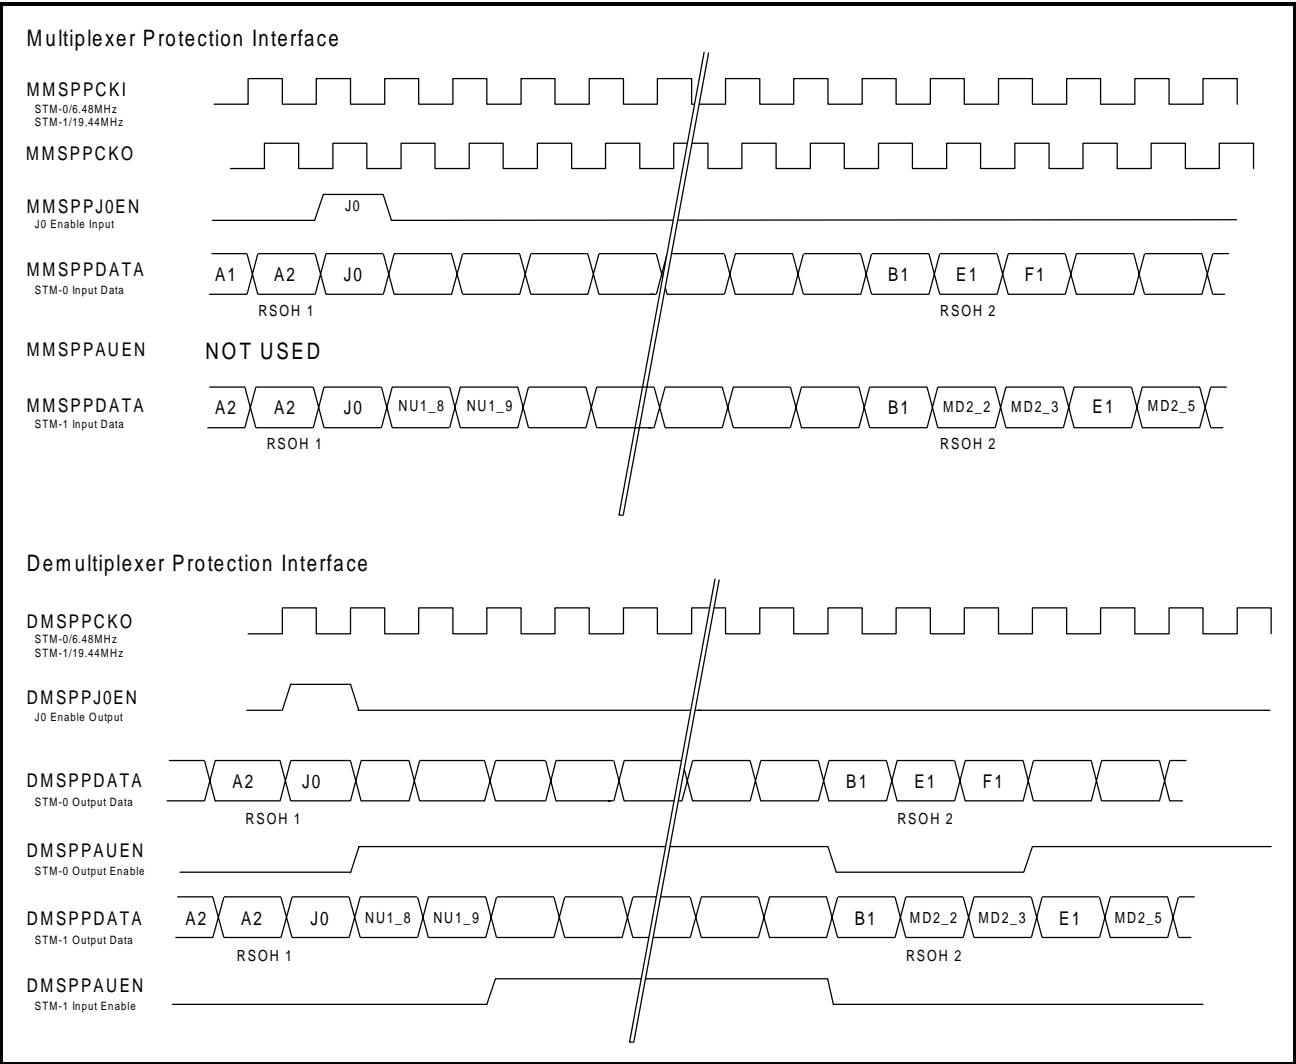 Multiplexer Protection Interface
MMSPPCKI
STM-0/6.48MHz
STM-1/19.44MHz
MMSPPCKO
MMSPPJ0EN J0
J0 Enable Input
MMSPPDATA A1 A2 J0 B1 E1 F1
STM-0 Input Data
RSOH 1 RSOH 2
MMSPPAUEN NOT USED
MMSPPDATA A2 A2 J0 NU1_8 NU1_9 B1 MD2_2 MD2_3 E1 MD2_5
STM-1 Input Data
RSOH 1 RSOH 2
Demultiplexer Protection Interface
DMSPPCKO
STM-0/6.48MHz
STM-1/19.44MHz
DMSPPJ0EN
J0 Enable Output
DMSPPDATA A2 J0 B1 E1 F1
STM-0 Output Data
RSOH 1 RSOH 2
DMSPPAUEN
STM-0 Output Enable
DMSPPDATA A2 A2 J0 NU1_8 NU1_9 B1 MD2_2 MD2_3 E1 MD2_5
STM-1 Output Data
RSOH 1 RSOH 2
DMSPPAUEN
STM-1 Input Enable